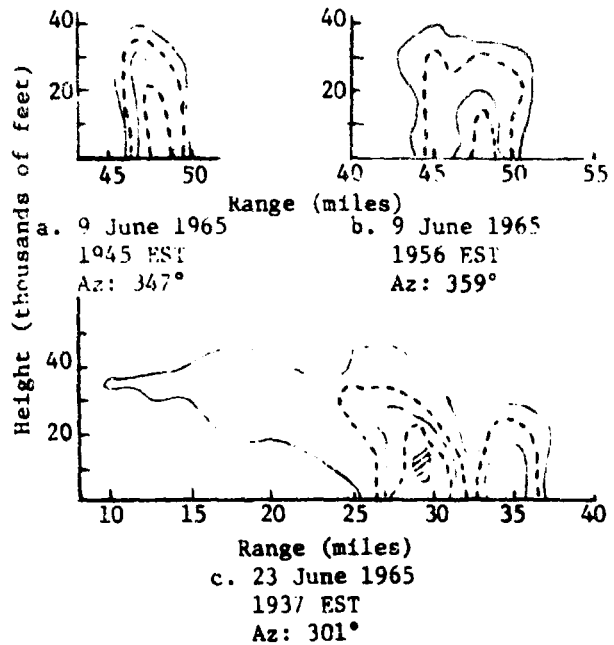 Height (thousands of feet)
40
20
45 50
40
20
40 45 50 55
Range (miles)
a. 9 June 1965
1945 EST
Az: 347°
b. 9 June 1965
1956 EST
Az: 359°
40
20
10 15 20 25 30 35 40
Range (miles)
c. 23 June 1965
1937 EST
Az: 301°